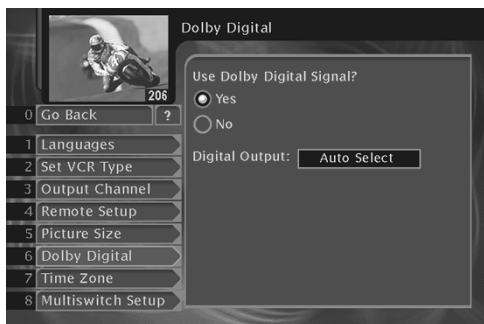 Dolby Digital
206
0 Go Back ?
1 Languages
2 Set VCR Type
3 Output Channel
4 Remote Setup
5 Picture Size
6 Dolby Digital
7 Time Zone
8 Multiswitch Setup
Use Dolby Digital Signal?
Yes
No
Digital Output: Auto Select